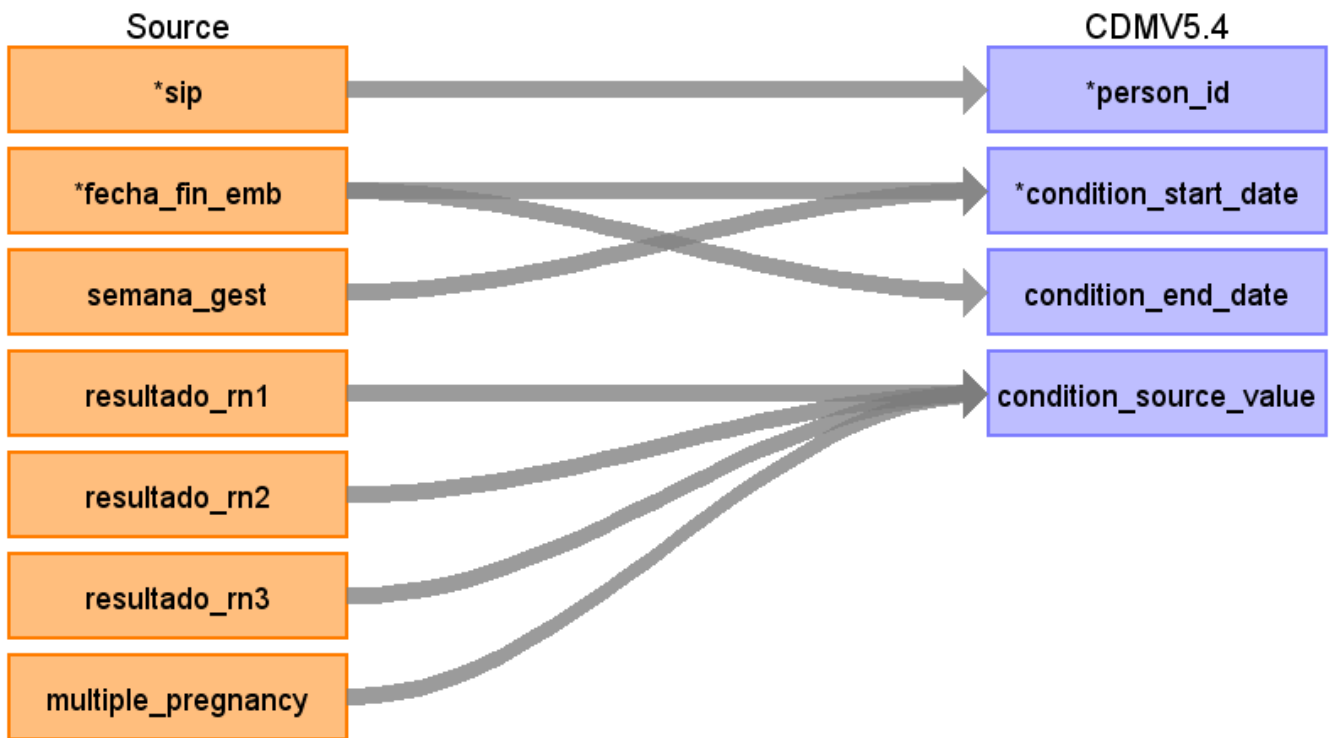 Source
CDMV5.4
*sip
*person_id
*fecha_fin_emb
*condition_start_date
semana_gest
condition_end_date
resultado_rn1
condition_source_value
resultado_rn2
resultado_rn3
multiple_pregnancy